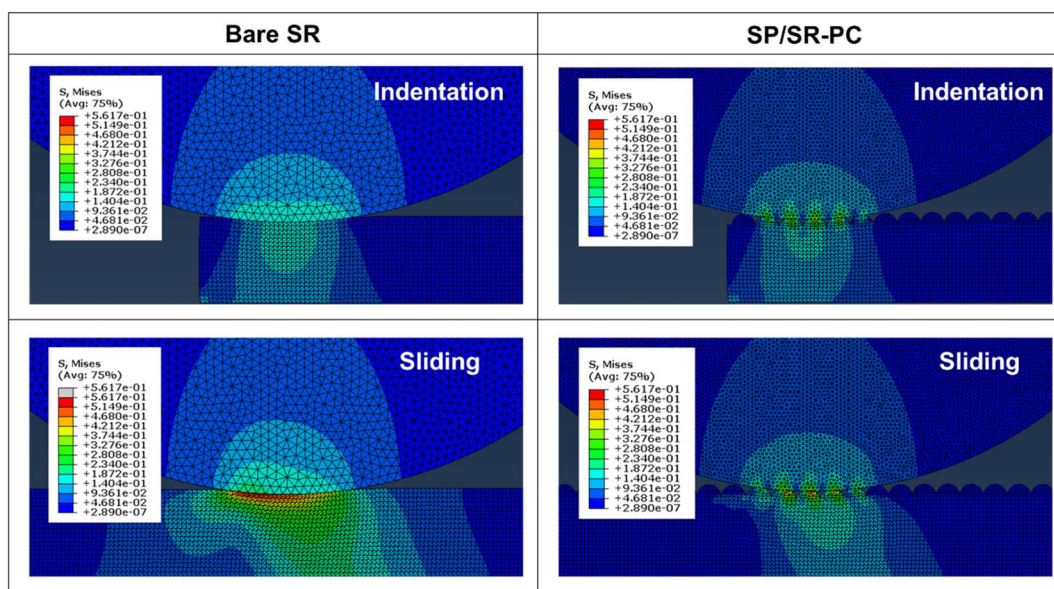 Bare SR
SP/SR-PC
Indentation
S, Mises
(Avg: 75%)
+5.617e-01
+5.149e-01
+4.680e-01
+4.212e-01
+3.744e-01
+3.276e-01
+2.808e-01
+2.340e-01
+1.872e-01
+1.404e-01
+9.361e-02
+4.681e-02
+2.890e-07
Indentation
S, Mises
(Avg: 75%)
+5.617e-01
+5.149e-01
+4.680e-01
+4.212e-01
+3.744e-01
+3.276e-01
+2.808e-01
+2.340e-01
+1.872e-01
+1.404e-01
+9.361e-02
+4.681e-02
+2.890e-07
Sliding
S, Mises
(Avg: 75%)
+5.617e-01
+5.617e-01
+5.149e-01
+4.680e-01
+4.212e-01
+3.744e-01
+3.276e-01
+2.808e-01
+2.340e-01
+1.872e-01
+1.404e-01
+9.361e-02
+4.681e-02
+2.890e-07
Sliding
S, Mises
(Avg: 75%)
+5.617e-01
+5.149e-01
+4.680e-01
+4.212e-01
+3.744e-01
+3.276e-01
+2.808e-01
+2.340e-01
+1.872e-01
+1.404e-01
+9.361e-02
+4.681e-02
+2.890e-07